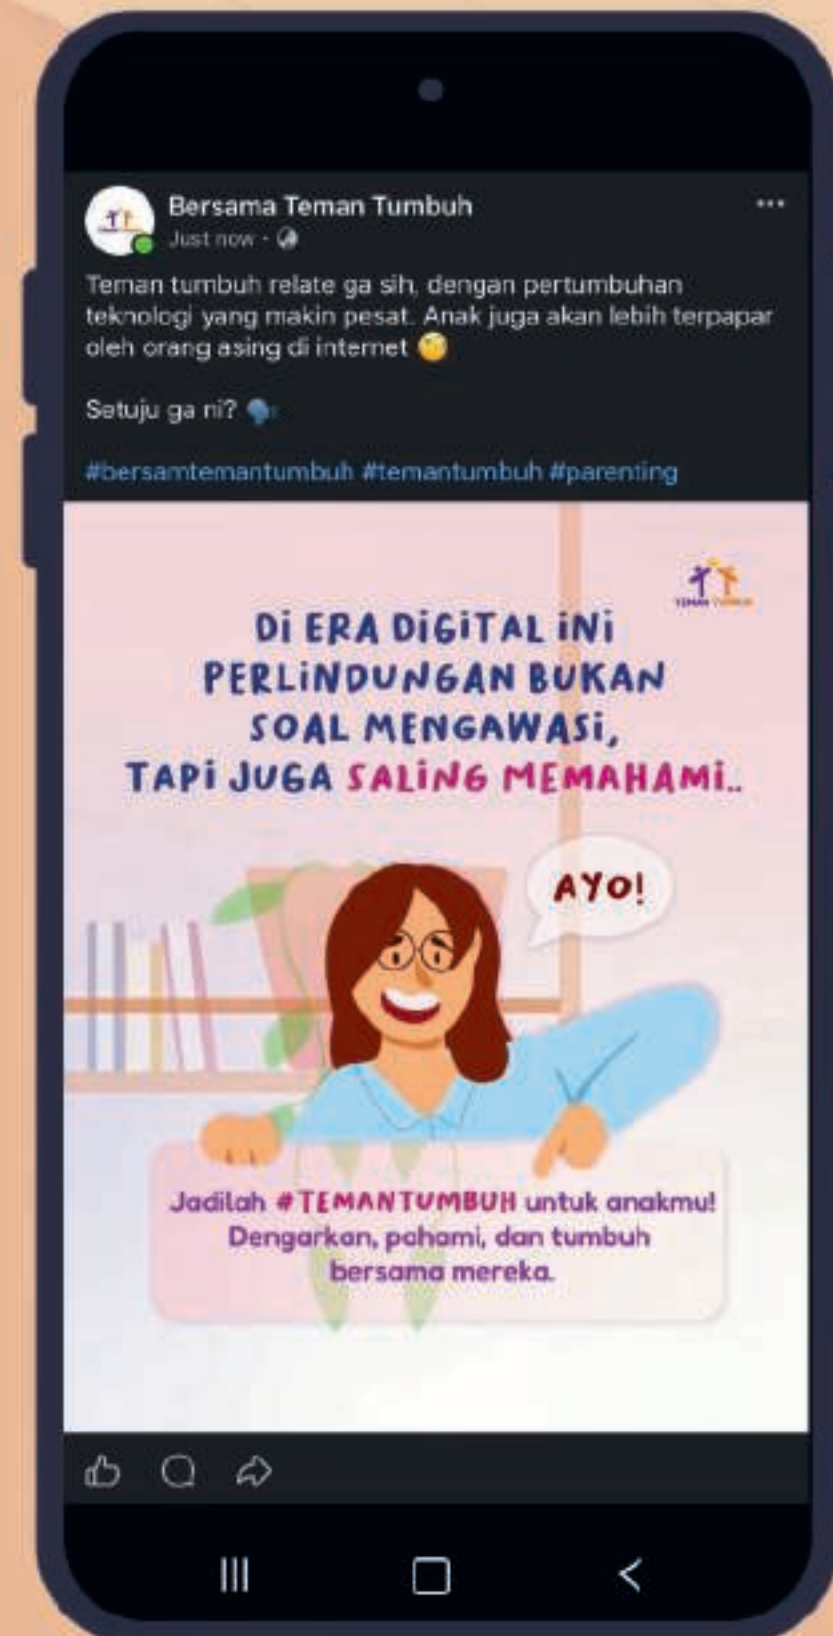 Bersama Teman Tumbuh
Just now
Teman tumbuh relate ga sih, dengan pertumbuhan
teknologi yang makin pesat. Anak juga akan lebih terpapar
oleh orang asing di internet
Setuju ga ni?
#bersamtemantumbuh #temantumbuh #parenting
TEMAN TUMBUH
Di ERA DiGiTAL iNi
PERLiNDUNGAN BUKAN
SOAL MENGAWASi,
TAPi JUGA SALiNG MEMAHAMi..
AYO!
Jadilah #TEMANTUMBUH untuk anakmu!
Dengarkan, pahami, dan tumbuh
bersama mereka.